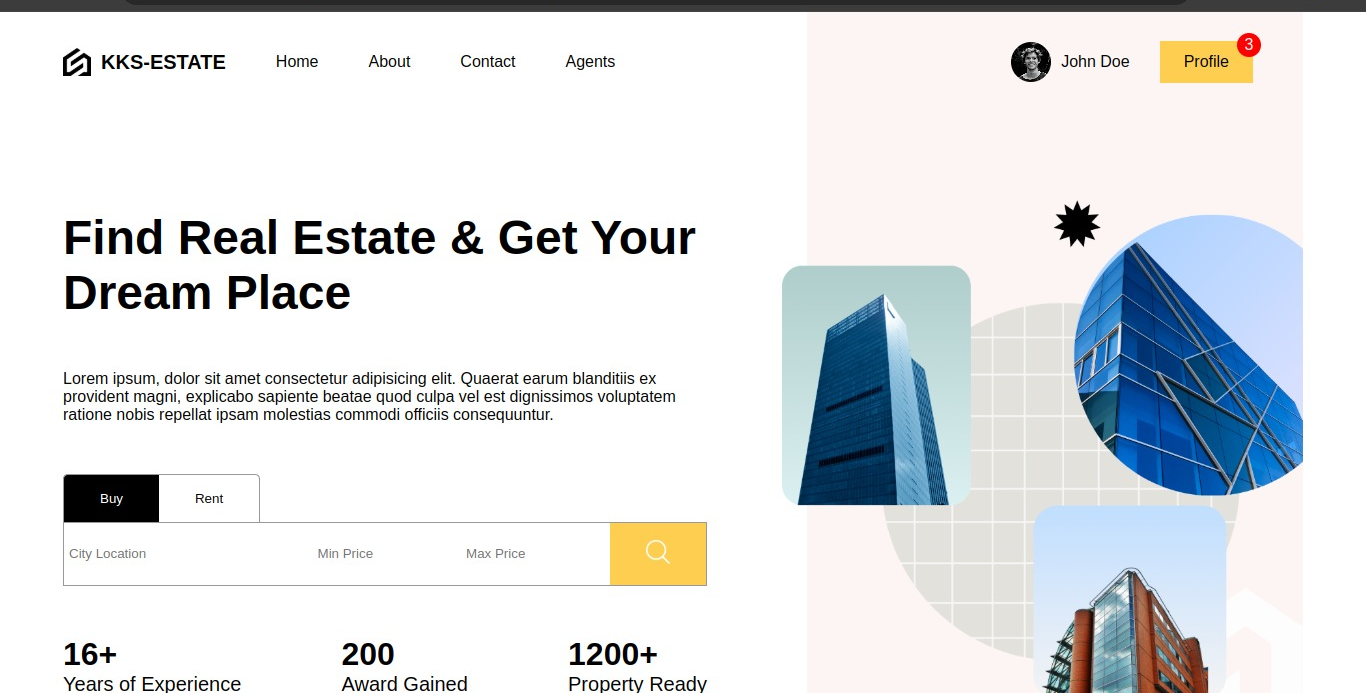 KKS-ESTATE Home About Contact Agents John Doe Profile 3
Find Real Estate & Get Your
Dream Place
Lorem ipsum, dolor sit amet consectetur adipisicing elit. Quaerat earum blanditiis ex
provident magni, explicabo sapiente beatae quod culpa vel est dignissimos voluptatem
ratione nobis repellat ipsam molestias commodi officiis consequuntur.
Buy Rent
City Location Min Price Max Price
16+ 200 1200+
Years of Experience Award Gained Property Ready